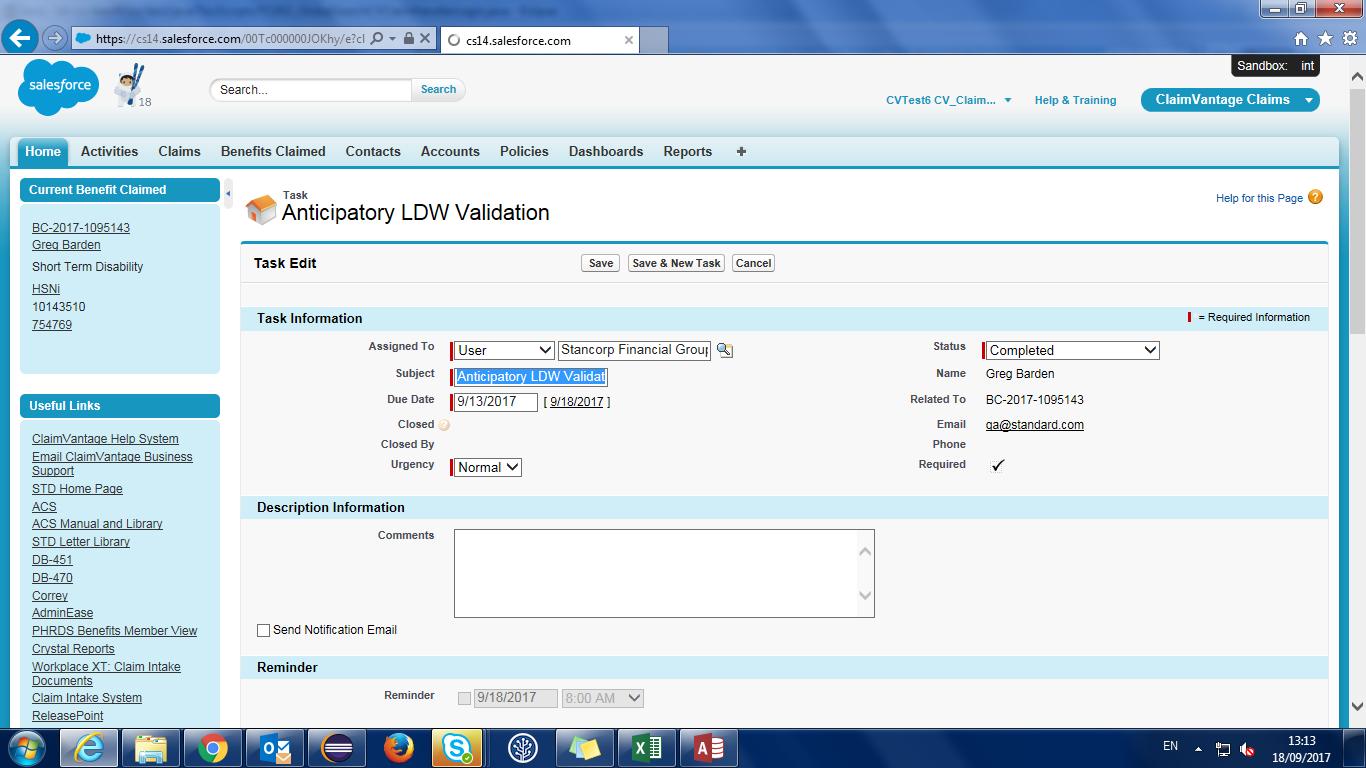 https://cs14.salesforce.com/00Tc000000JOKhy/e?cl
cs14.salesforce.com
Sandbox: int
salesforce
18
Search...
Search
CVTest6 CV_Claim...
Help & Training
ClaimVantage Claims
Home Activities Claims Benefits Claimed Contacts Accounts Policies Dashboards Reports +
Current Benefit Claimed
BC-2017-1095143
Greg Barden
Short Term Disability
HSNi
10143510
754769
Useful Links
ClaimVantage Help System
Email ClaimVantage Business
Support
STD Home Page
ACS
ACS Manual and Library
STD Letter Library
DB-451
DB-470
Correy
AdminEase
PHRDS Benefits Member View
Crystal Reports
Workplace XT: Claim Intake
Documents
Claim Intake System
ReleasePoint
Task
Anticipatory LDW Validation
Help for this Page ?
Task Edit
Save Save & New Task Cancel
Task Information
= Required Information
Assigned To User Stancorp Financial Group
Status Completed
Subject Anticipatory LDW Validat
Name Greg Barden
Due Date 9/13/2017 [ 9/18/2017 ]
Related To BC-2017-1095143
Closed ?
Email qa@standard.com
Closed By
Phone
Urgency Normal
Required
Description Information
Comments
Send Notification Email
Reminder
Reminder 9/18/2017 8:00 AM
EN
13:13
18/09/2017